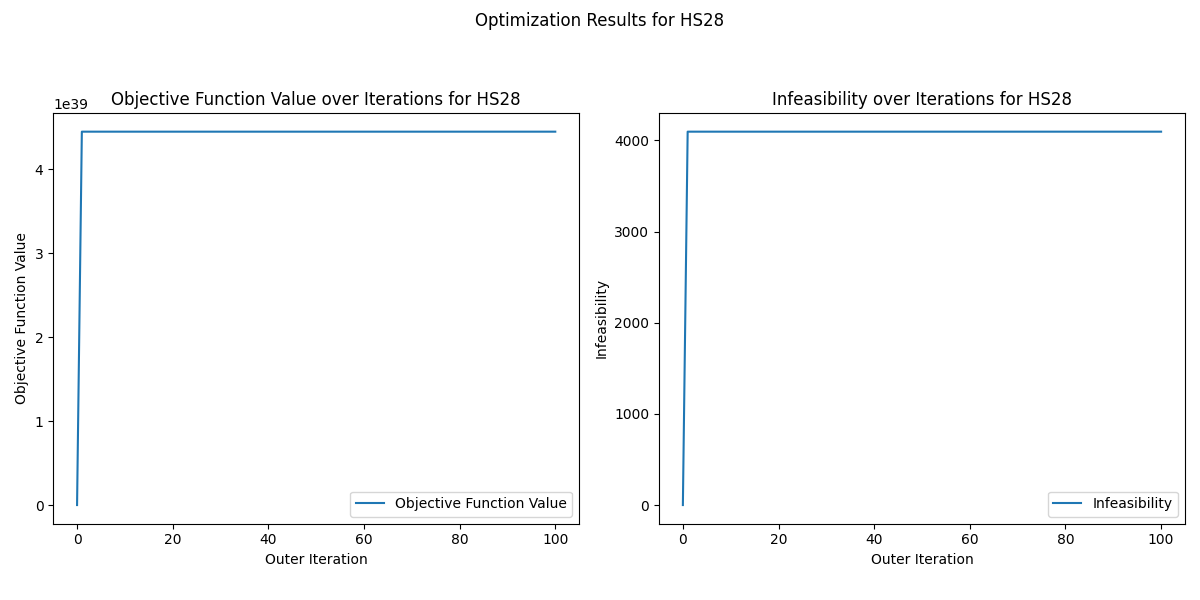 Optimization Results for HS28
Objective Function Value over Iterations for HS28
1e39
4
3
2
1
0
Objective Function Value
Objective Function Value
0 20 40 60 80 100
Outer Iteration
Infeasibility over Iterations for HS28
4000
3000
2000
1000
0
Infeasibility
Infeasibility
0 20 40 60 80 100
Outer Iteration